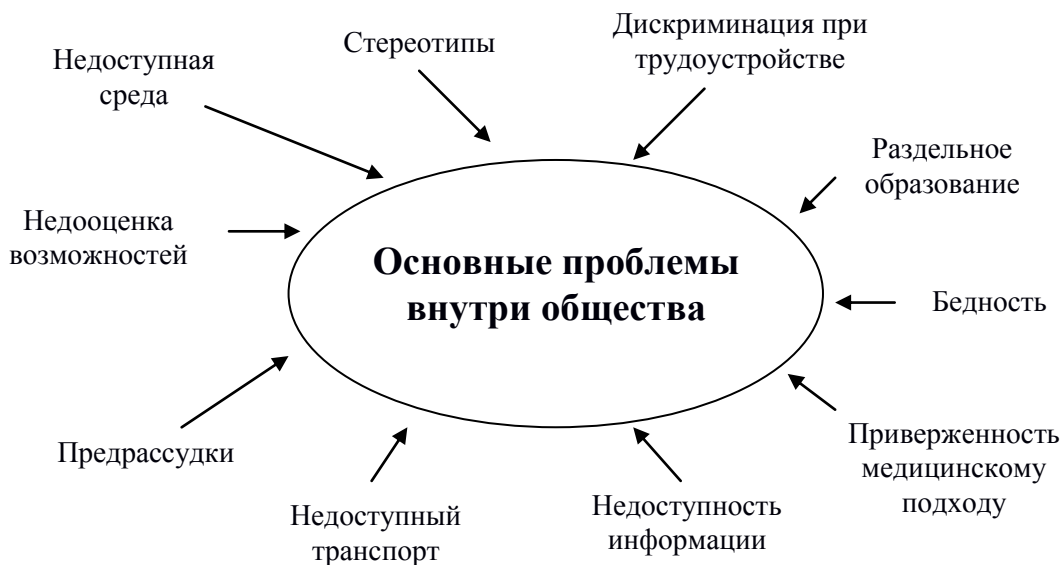 Стереотипы
Дискриминация при
трудоустройстве
Недоступная
среда
Раздельное
образование
Недооценка
возможностей
Основные проблемы
внутри общества
Бедность
Предрассудки
Приверженность
медицинскому
подходу
Недоступный
транспорт
Недоступность
информации